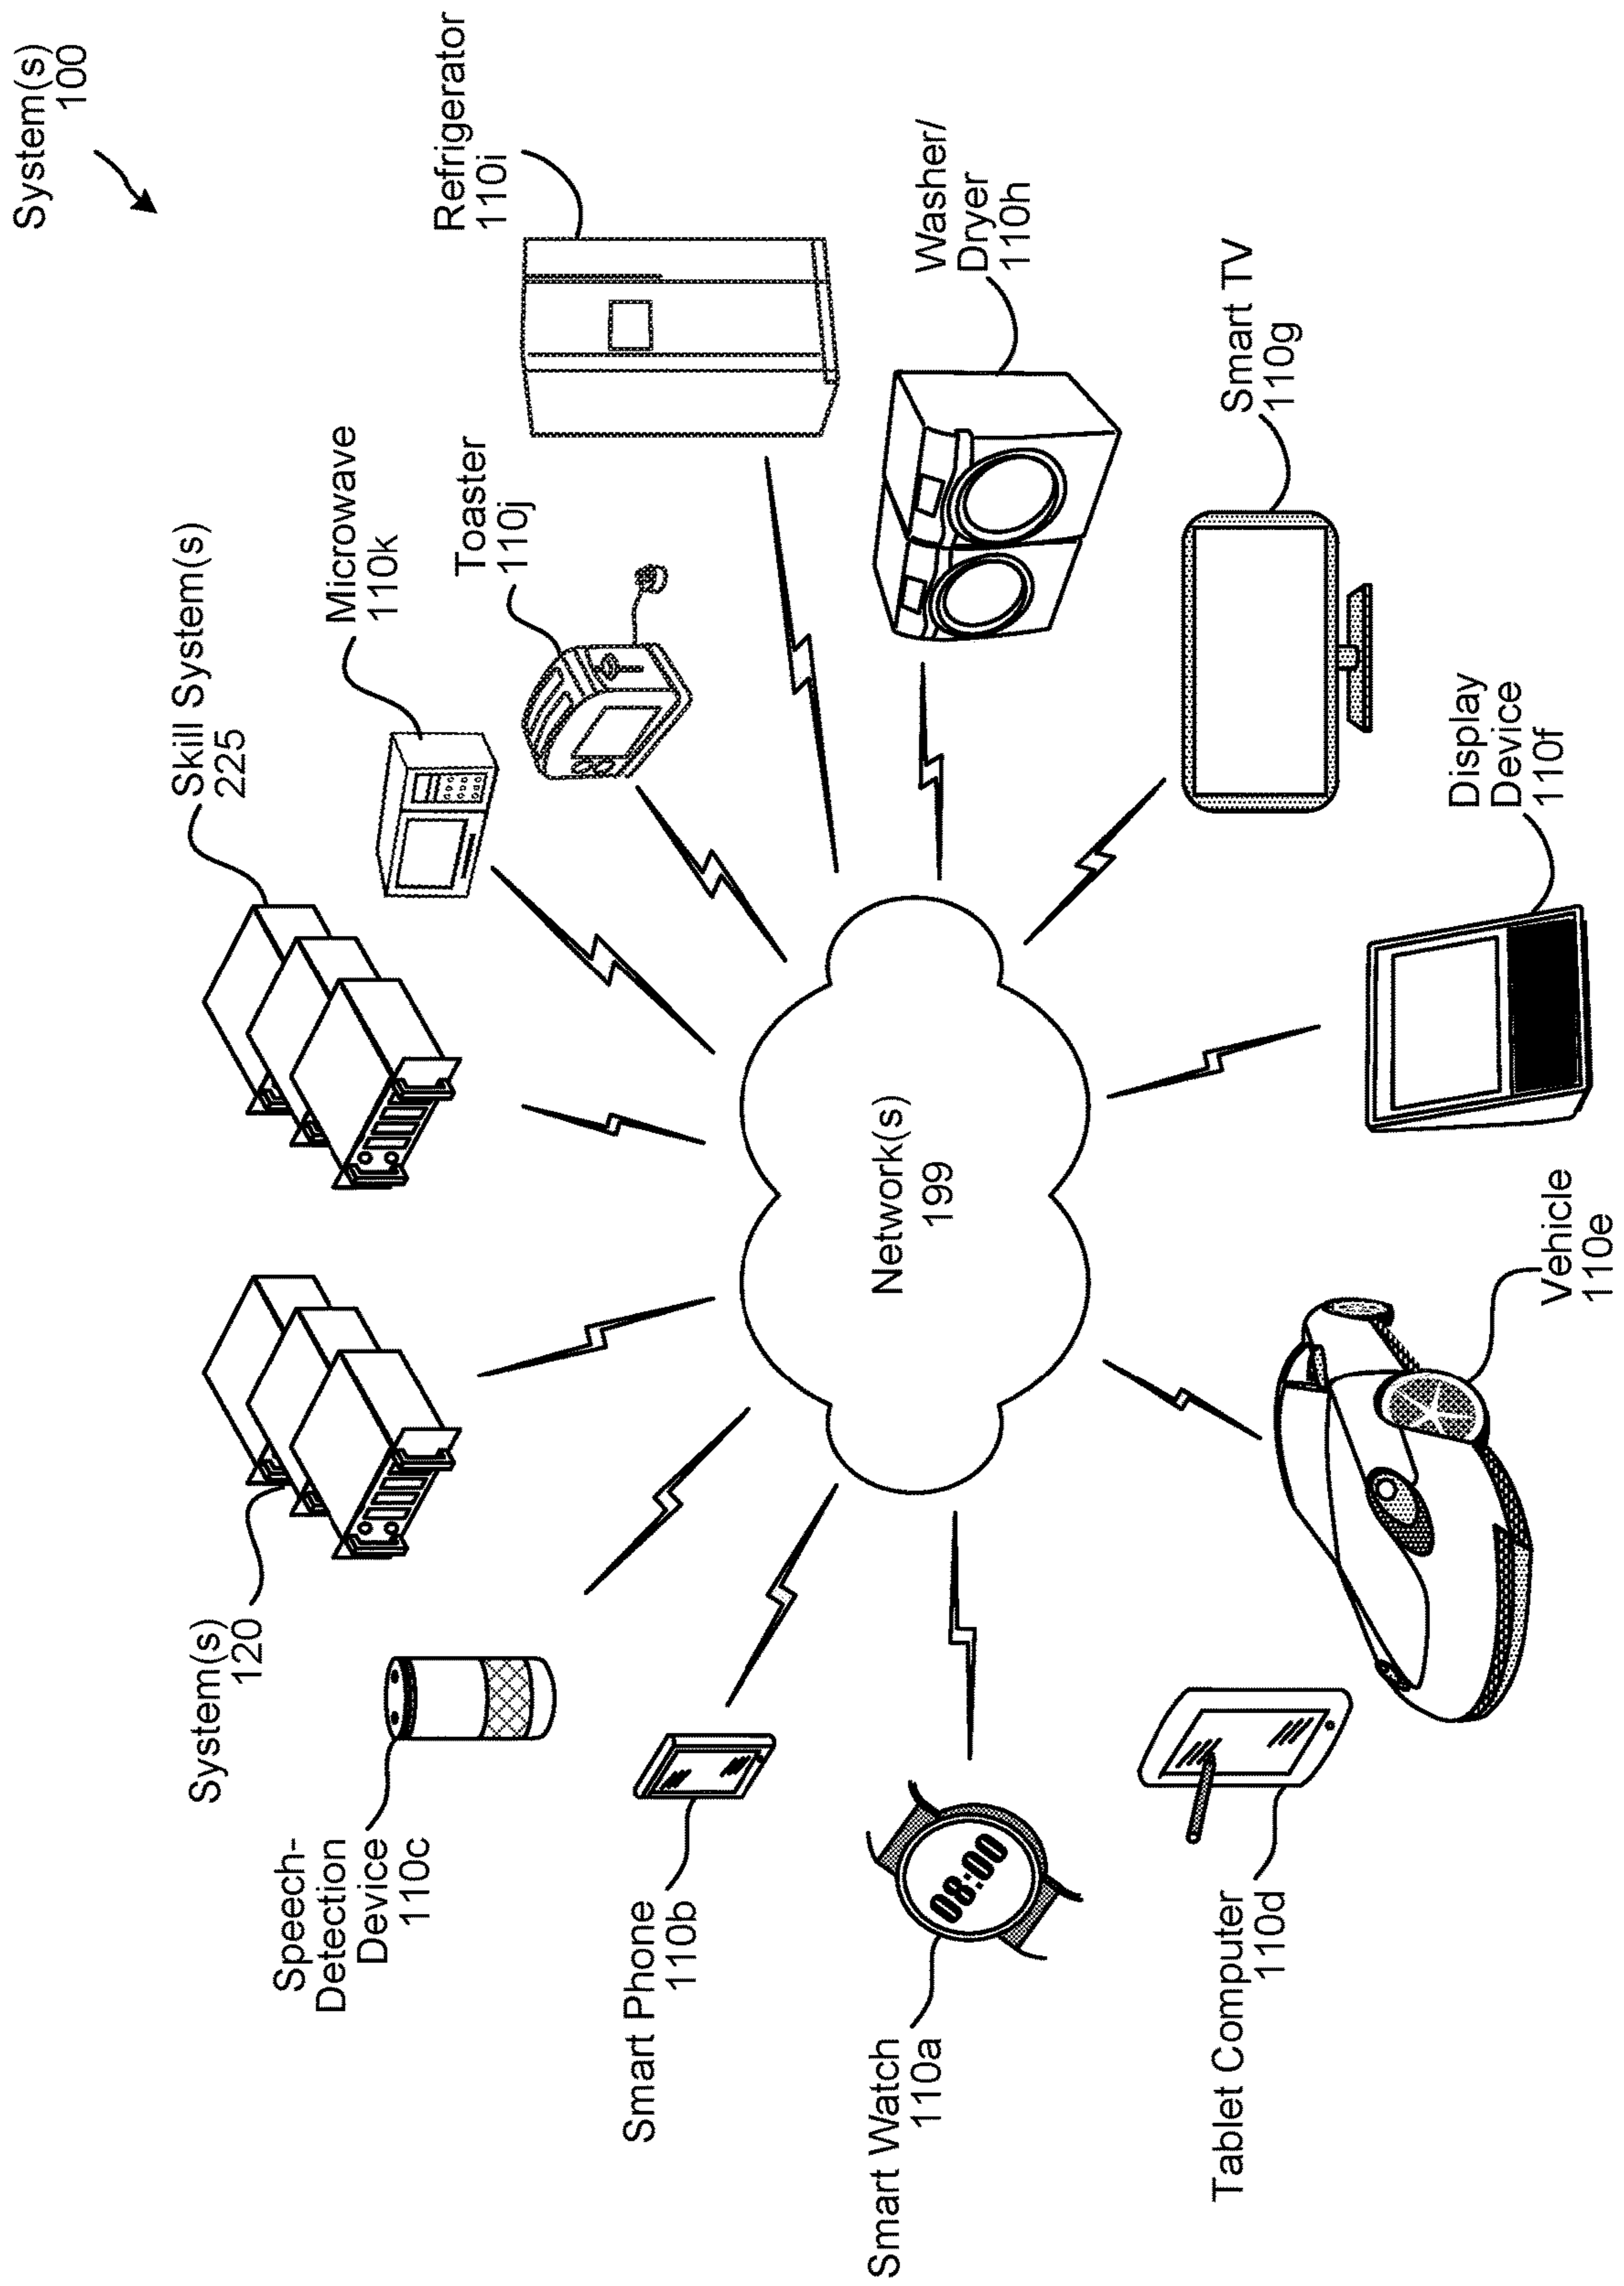 System(s)
100
Skill System(s)
225
System(s)
120
Microwave
110k
Refrigerator
110i
Toaster
110j
Speech-
Detection
Device
110c
Smart Phone
110b
Network(s)
199
Washer/
Dryer
110h
Smart Watch
110a
08:00
Smart TV
110g
Tablet Computer
110d
Display
Device
110f
Vehicle
110e